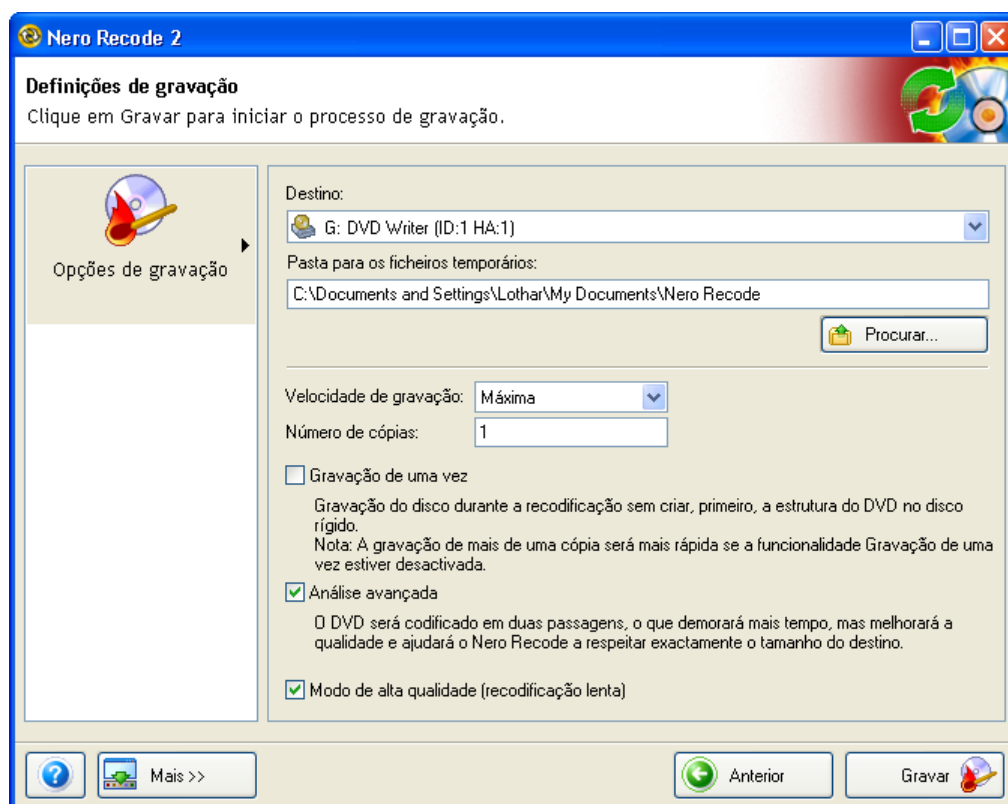 Nero Recode 2
Definições de gravação
Clique em Gravar para iniciar o processo de gravação.
Opções de gravação
Destino:
G: DVD Writer (ID:1 HA:1)
Pasta para os ficheiros temporários:
C:\Documents and Settings\Lothar\My Documents\Nero Recode
Procurar...
Velocidade de gravação: Máxima
Número de cópias: 1
Gravação de uma vez
Gravação do disco durante a recodificação sem criar, primeiro, a estrutura do DVD no disco
rígido.
Nota: A gravação de mais de uma cópia será mais rápida se a funcionalidade Gravação de uma
vez estiver desactivada.
Análise avançada
O DVD será codificado em duas passagens, o que demorará mais tempo, mas melhorará a
qualidade e ajudará o Nero Recode a respeitar exactamente o tamanho do destino.
Modo de alta qualidade (recodificação lenta)
? Mais >> Anterior Gravar